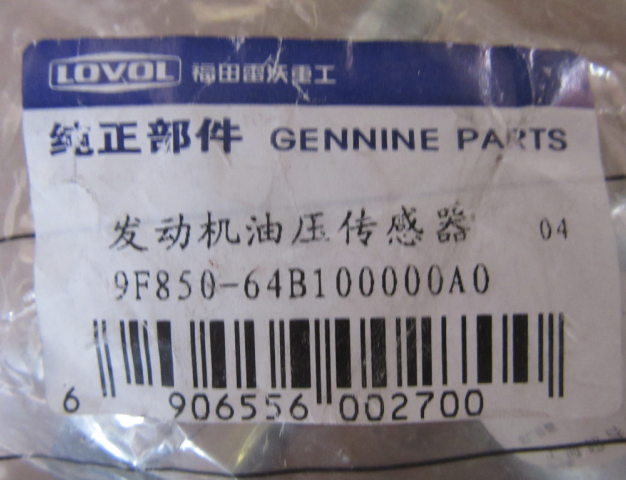 LOVOL 福田雷沃重工
纯正部件 GENNINE PARTS
发动机油压传感器 04
9F850-64B100000A0
6 906556 002700